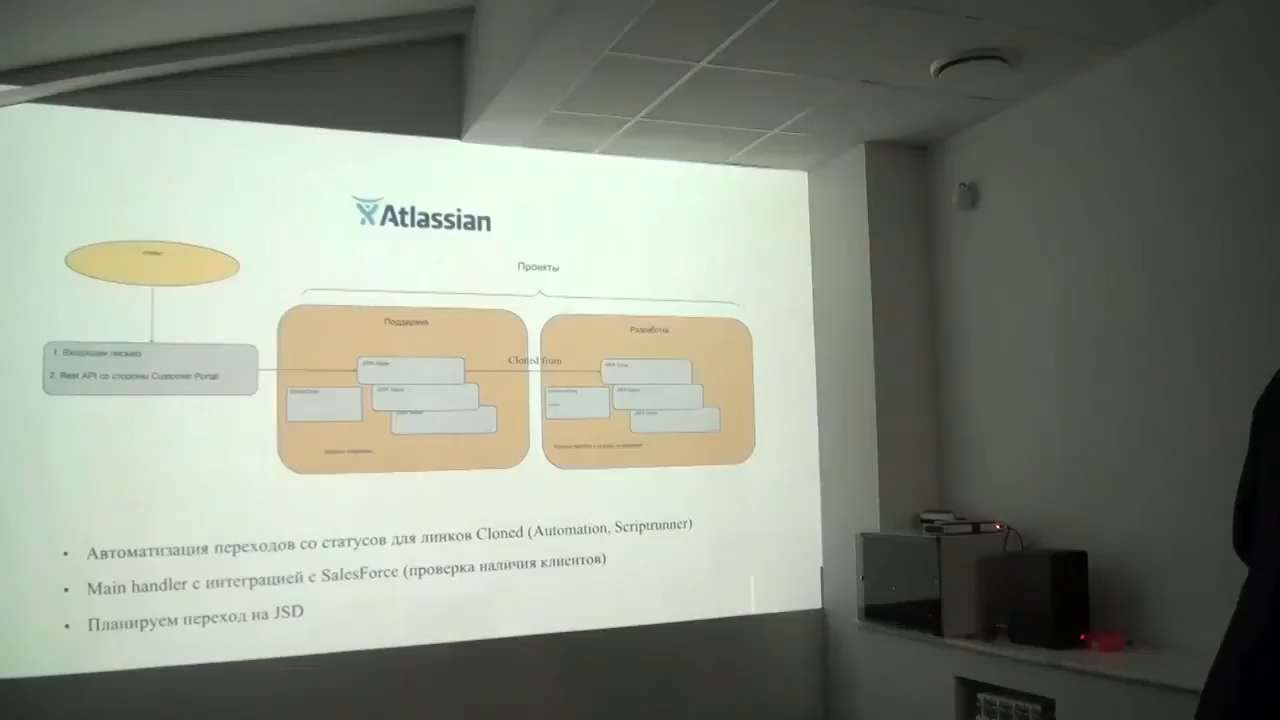 Atlassian
Проекты
Поддержка
Разработка
Cloned from
1. Входящее письмо
2. Rest API со стороны Customer Portal
• Автоматизация переходов со статусов для линков Cloned (Automation, Scriptrunner)
• Main handler с интеграцией с SalesForce (проверка наличия клиентов)
• Планируем переход на JSD